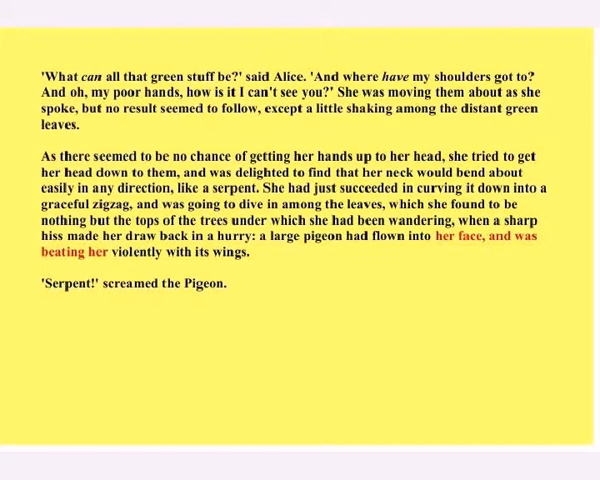 'What can all that green stuff be?' said Alice. 'And where have my shoulders got to?
And oh, my poor hands, how is it I can't see you?' She was moving them about as she
spoke, but no result seemed to follow, except a little shaking among the distant green
leaves.
As there seemed to be no chance of getting her hands up to her head, she tried to get
her head down to them, and was delighted to find that her neck would bend about
easily in any direction, like a serpent. She had just succeeded in curving it down into a
graceful zigzag, and was going to dive in among the leaves, which she found to be
nothing but the tops of the trees under which she had been wandering, when a sharp
hiss made her draw back in a hurry: a large pigeon had flown into her face, and was
beating her violently with its wings.
'Serpent!' screamed the Pigeon.